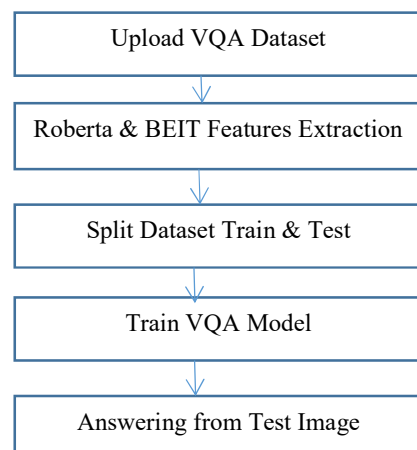 Upload VQA Dataset
Roberta & BEIT Features Extraction
Split Dataset Train & Test
Train VQA Model
Answering from Test Image